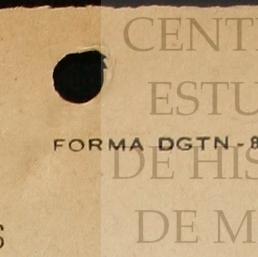 CENT
ESTU
FORMA DGTN-8
DE HIS
DE M
S